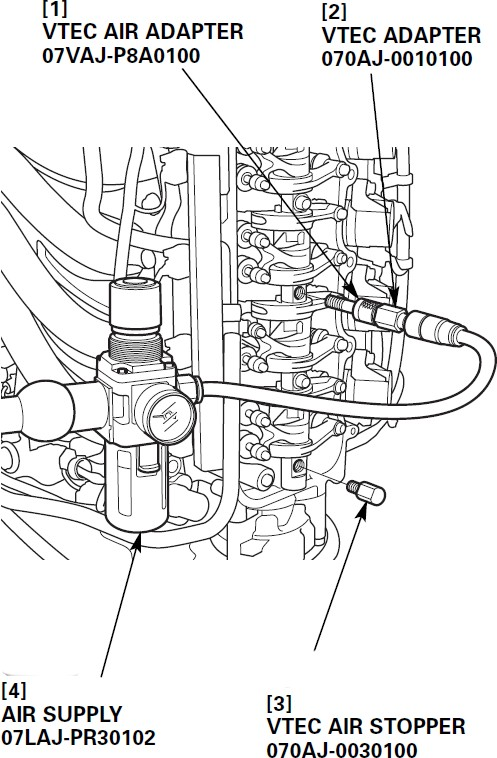 [1]
VTEC AIR ADAPTER
07VAJ-P8A0100
[2]
VTEC ADAPTER
070AJ-0010100
[4]
AIR SUPPLY
07LAJ-PR30102
[3]
VTEC AIR STOPPER
070AJ-0030100